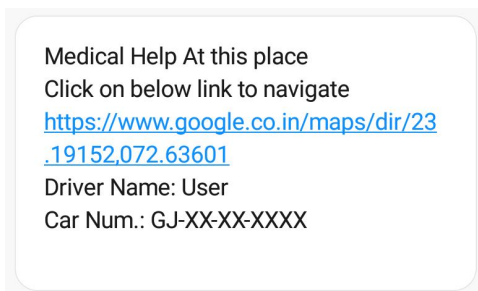 Medical Help At this place
Click on below link to navigate
https://www.google.co.in/maps/dir/23
.19152,072.63601
Driver Name: User
Car Num.: GJ-XX-XX-XXXX